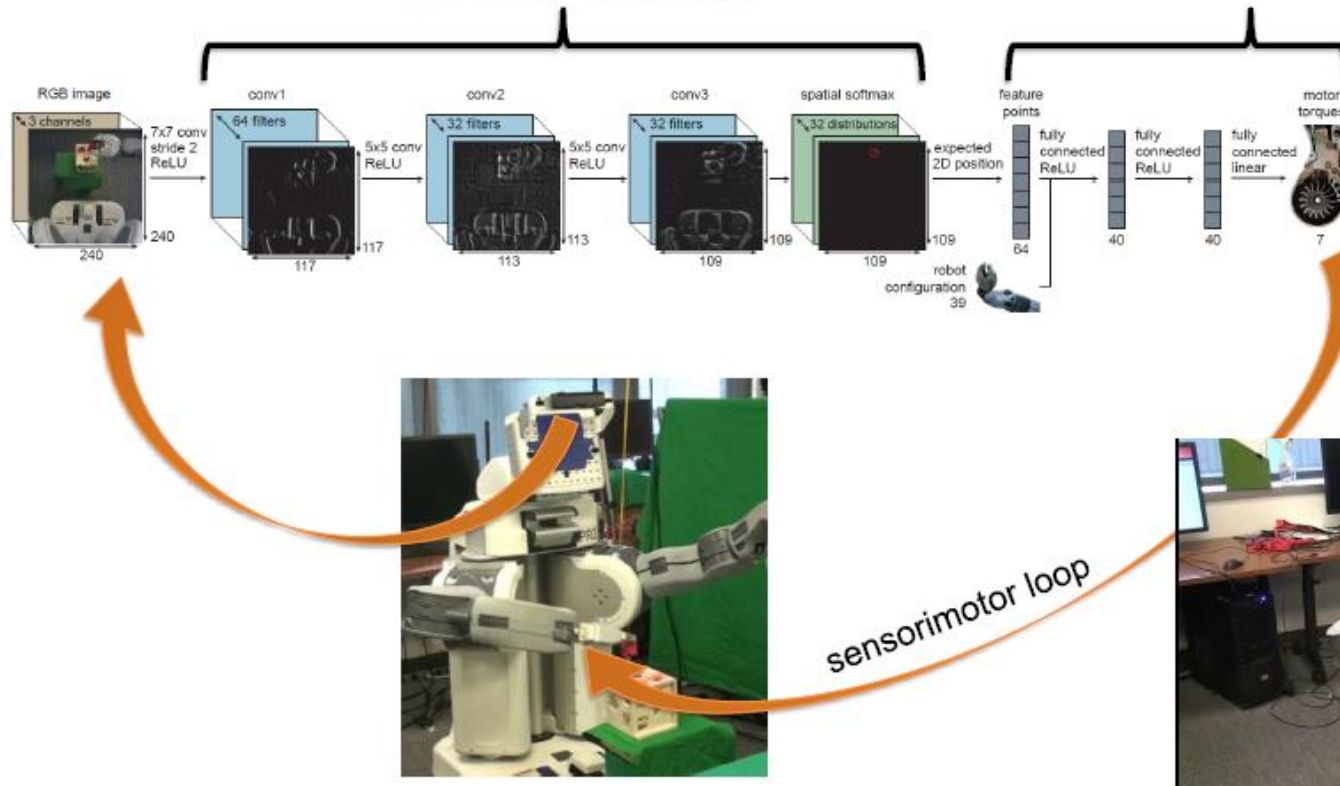 RGB image
3 channels
7x7 conv
stride 2
ReLU
240
240
conv1
64 filters
117
117
5x5 conv
ReLU
conv2
32 filters
113
113
5x5 conv
ReLU
conv3
32 filters
109
109
spatial softmax
32 distributions
109
109
expected
2D position
feature
points
64
robot
configuration
39
fully
connected
ReLU
40
fully
connected
ReLU
40
fully
connected
linear
motor
torques
7
sensorimotor loop